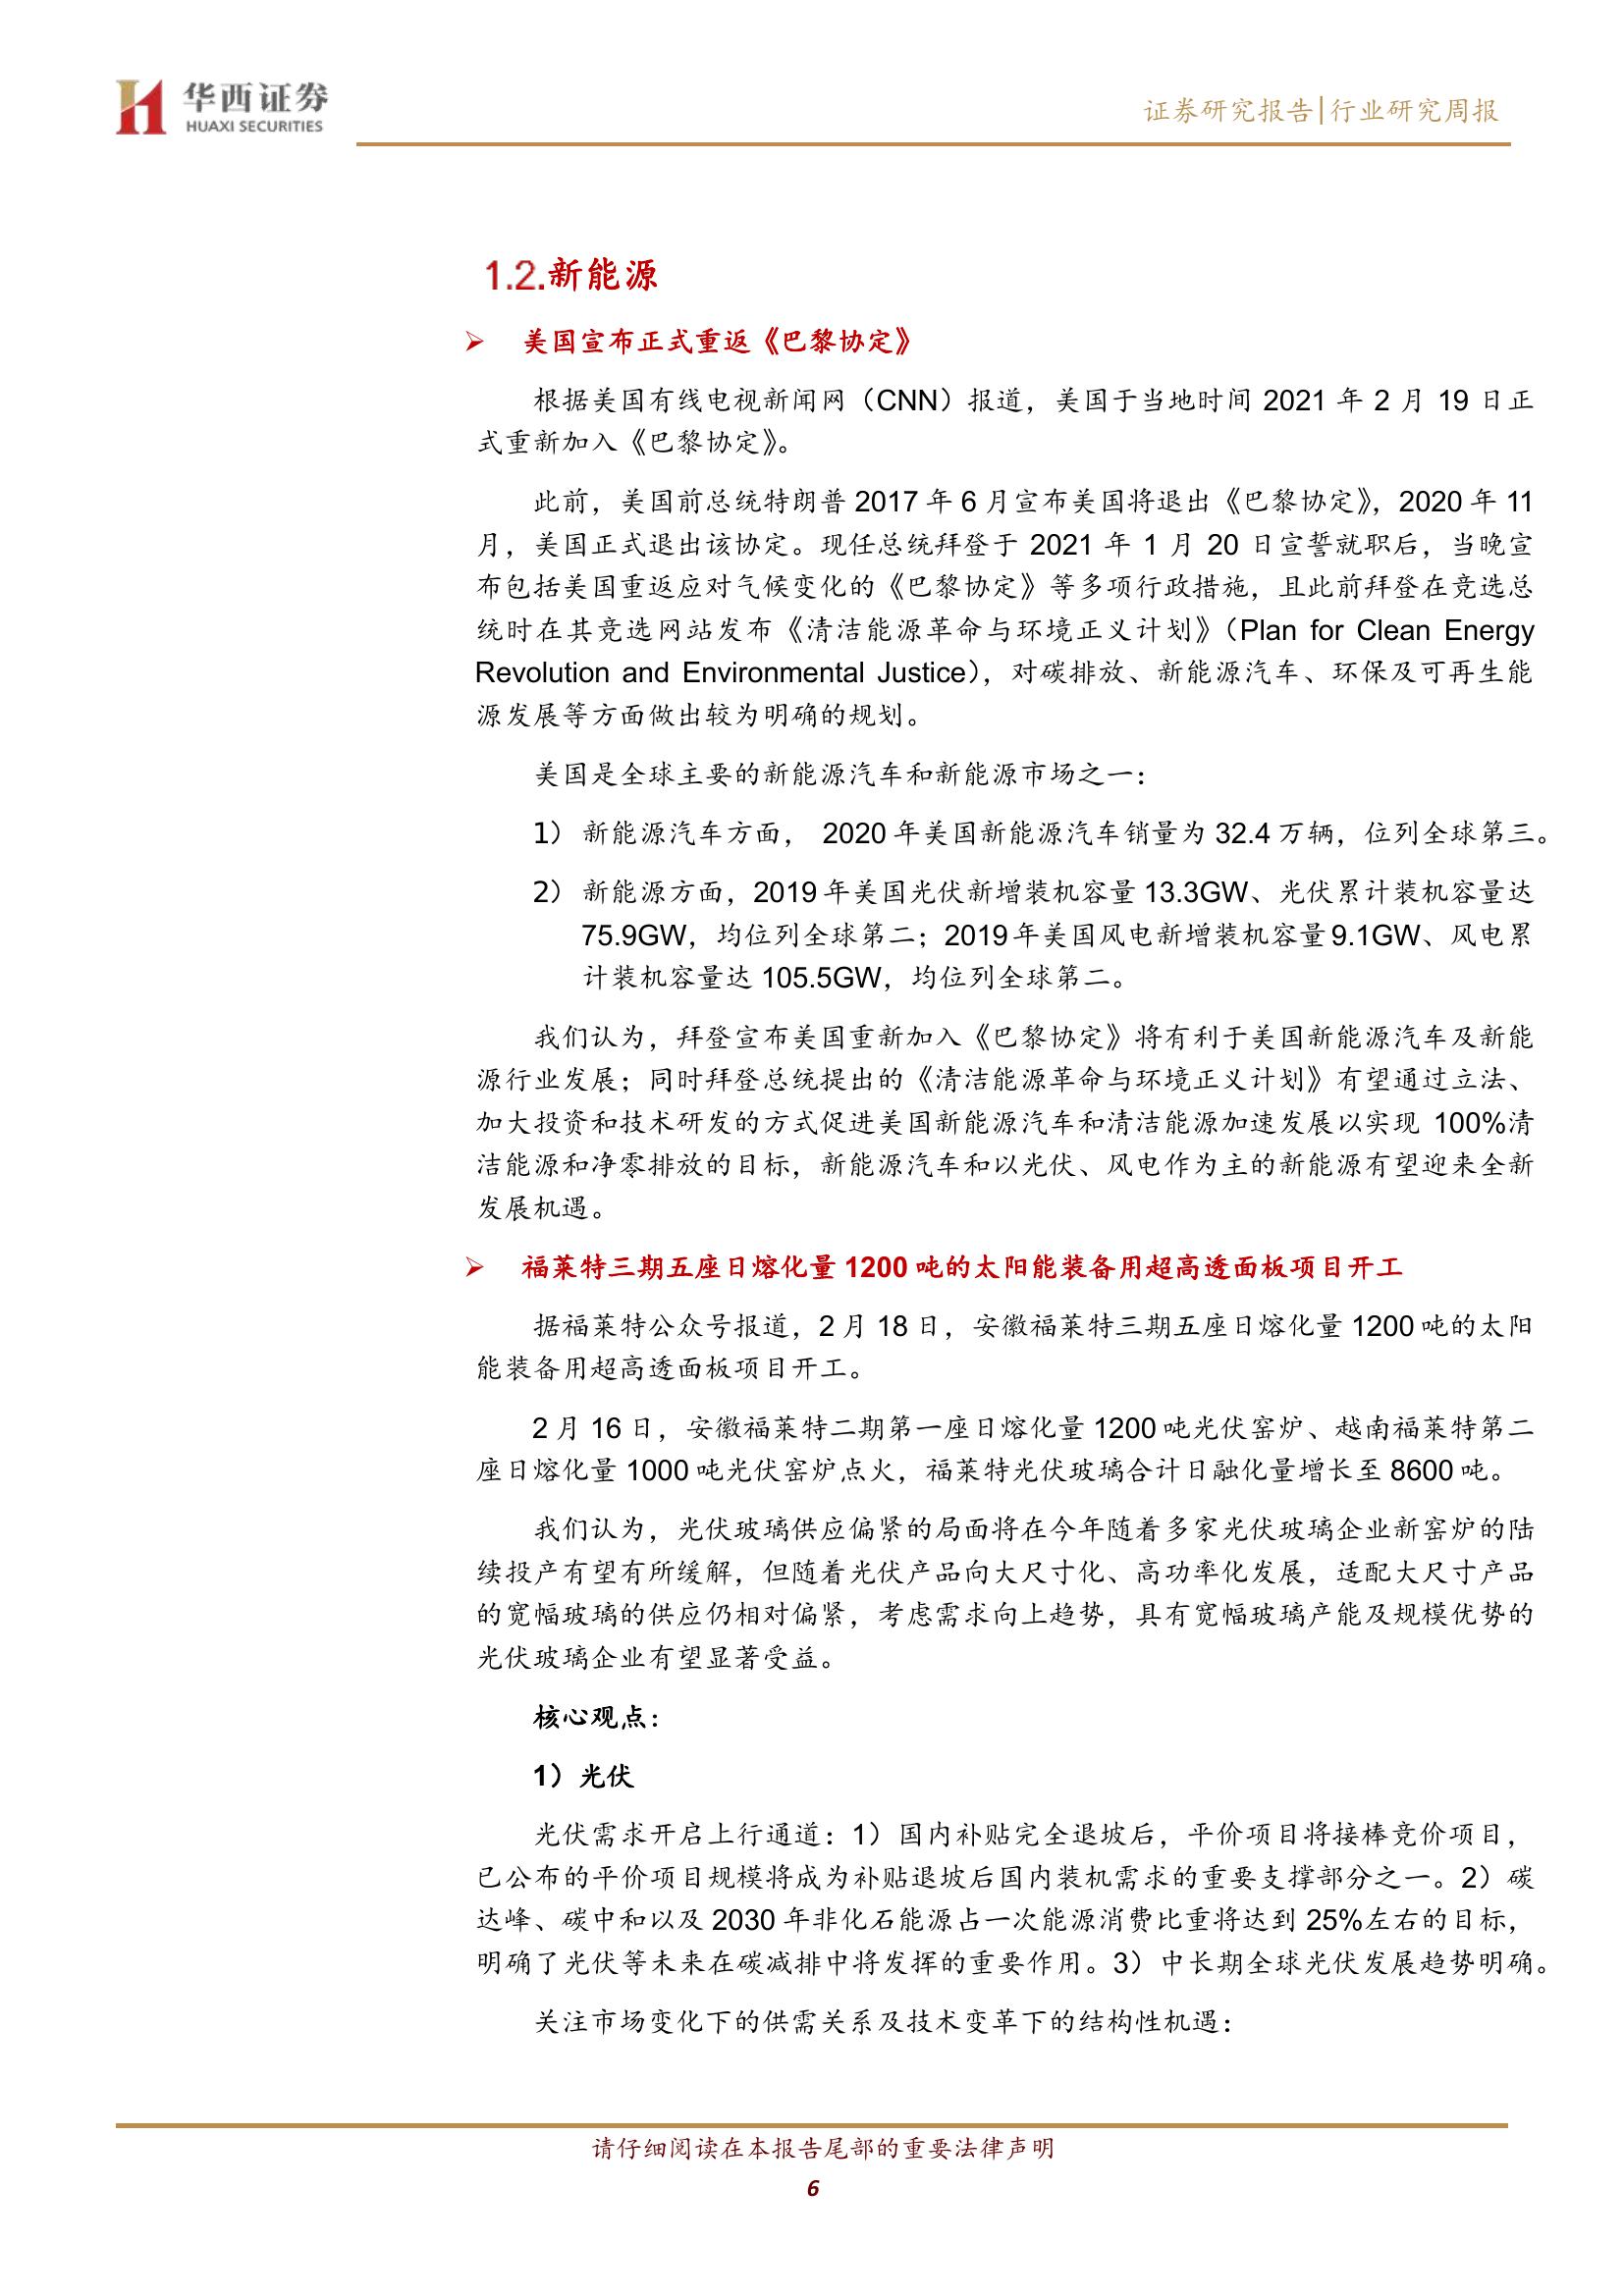 华西证券
HUAXI SECURITIES
证券研究报告|行业研究周报
1.2.新能源
➢ 美国宣布正式重返《巴黎协定》
根据美国有线电视新闻网（CNN）报道，美国于当地时间 2021 年 2 月 19 日正
式重新加入《巴黎协定》。
此前，美国前总统特朗普 2017 年 6 月宣布美国将退出《巴黎协定》，2020 年 11
月，美国正式退出该协定。现任总统拜登于 2021 年 1 月 20 日宣誓就职后，当晚宣
布包括美国重返应对气候变化的《巴黎协定》等多项行政措施，且此前拜登在竞选总
统时在其竞选网站发布《清洁能源革命与环境正义计划》（Plan for Clean Energy
Revolution and Environmental Justice），对碳排放、新能源汽车、环保及可再生能
源发展等方面做出较为明确的规划。
美国是全球主要的新能源汽车和新能源市场之一：
1） 新能源汽车方面， 2020 年美国新能源汽车销量为 32.4 万辆，位列全球第三。
2） 新能源方面，2019 年美国光伏新增装机容量 13.3GW、光伏累计装机容量达
75.9GW，均位列全球第二；2019 年美国风电新增装机容量 9.1GW、风电累
计装机容量达 105.5GW，均位列全球第二。
我们认为，拜登宣布美国重新加入《巴黎协定》将有利于美国新能源汽车及新能
源行业发展；同时拜登总统提出的《清洁能源革命与环境正义计划》有望通过立法、
加大投资和技术研发的方式促进美国新能源汽车和清洁能源加速发展以实现 100%清
洁能源和净零排放的目标，新能源汽车和以光伏、风电作为主的新能源有望迎来全新
发展机遇。
➢ 福莱特三期五座日熔化量 1200 吨的太阳能装备用超高透面板项目开工
据福莱特公众号报道，2 月 18 日，安徽福莱特三期五座日熔化量 1200 吨的太阳
能装备用超高透面板项目开工。
2 月 16 日，安徽福莱特二期第一座日熔化量 1200 吨光伏窑炉、越南福莱特第二
座日熔化量 1000 吨光伏窑炉点火，福莱特光伏玻璃合计日融化量增长至 8600 吨。
我们认为，光伏玻璃供应偏紧的局面将在今年随着多家光伏玻璃企业新窑炉的陆
续投产有望有所缓解，但随着光伏产品向大尺寸化、高功率化发展，适配大尺寸产品
的宽幅玻璃的供应仍相对偏紧，考虑需求向上趋势，具有宽幅玻璃产能及规模优势的
光伏玻璃企业有望显著受益。
核心观点：
1）光伏
光伏需求开启上行通道：1）国内补贴完全退坡后，平价项目将接棒竞价项目，
已公布的平价项目规模将成为补贴退坡后国内装机需求的重要支撑部分之一。2）碳
达峰、碳中和以及 2030 年非化石能源占一次能源消费比重将达到 25%左右的目标，
明确了光伏等未来在碳减排中将发挥的重要作用。3）中长期全球光伏发展趋势明确。
关注市场变化下的供需关系及技术变革下的结构性机遇：
请仔细阅读在本报告尾部的重要法律声明
6